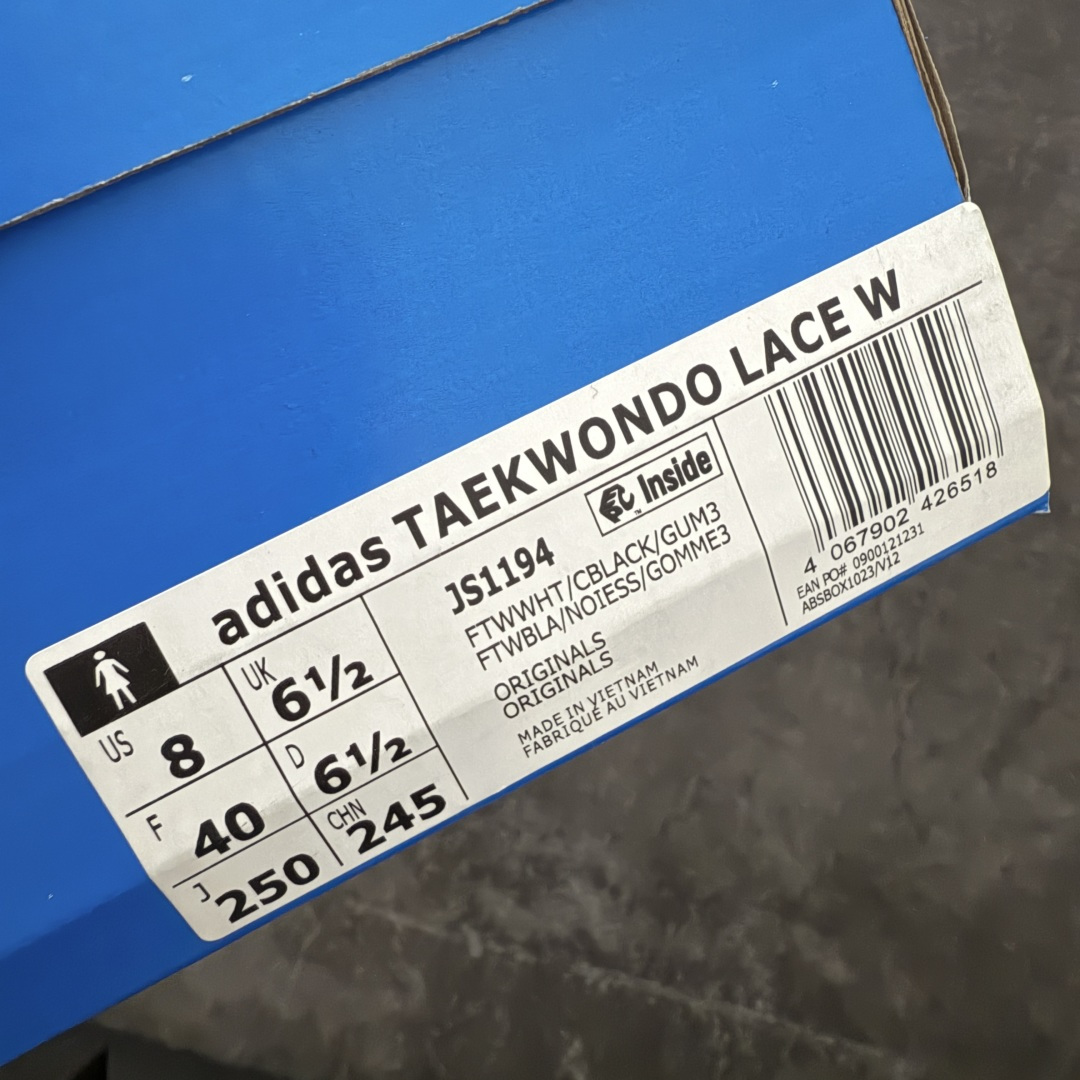 adidas TAEKWONDO LACE W
US 8
UK 6½
F 40
D 6½
J 250
CHN 245
JS1194
Inside™
FTWWHT/CBLACK/GUM3
FTWBLA/NOIESS/GOMME3
ORIGINALS
ORIGINALS
MADE IN VIETNAM
FABRIQUÉ AU VIETNAM
4 067902 426518
EAN PO# 0900121231
ABSBOX1023/V12